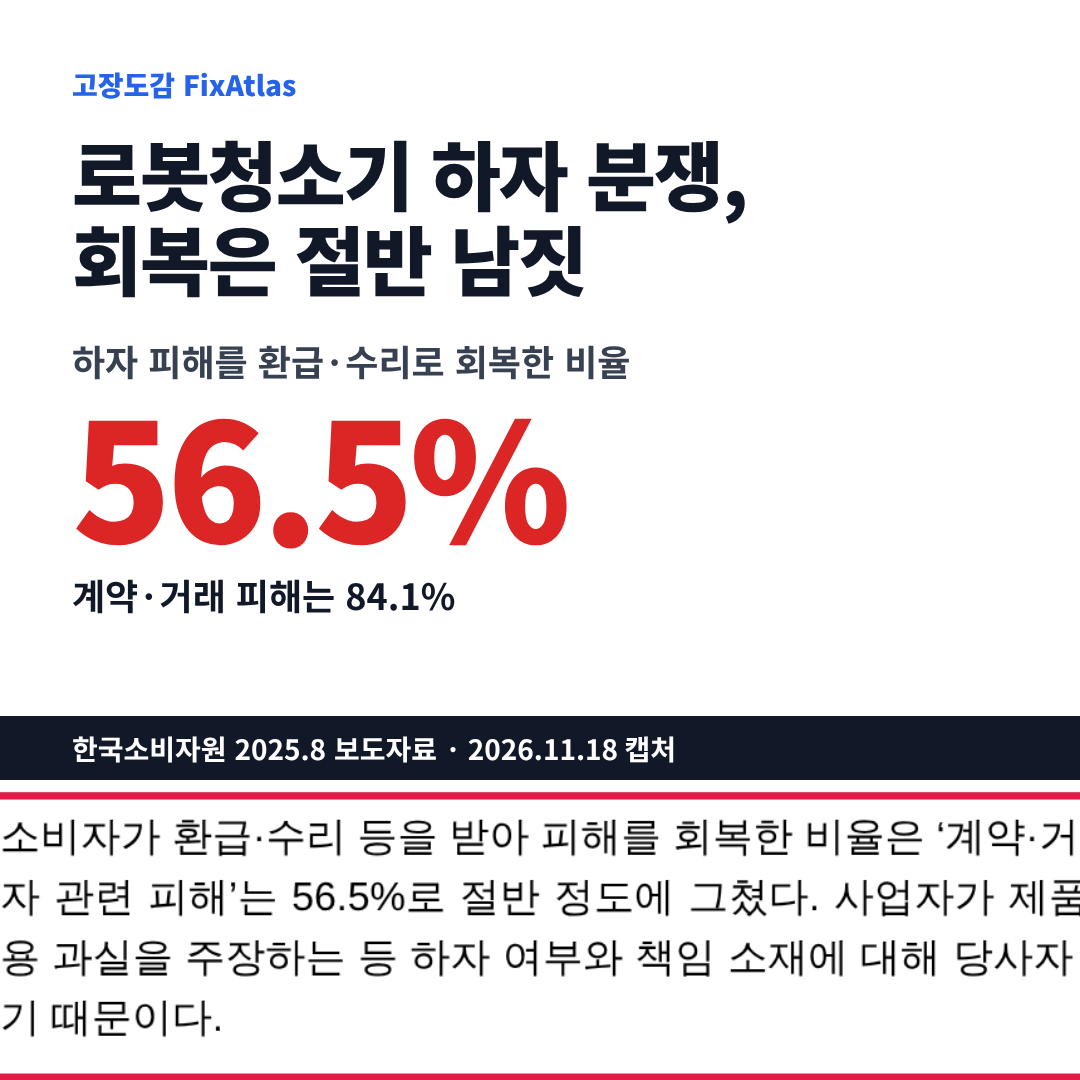 고장도감 FixAtlas
로봇청소기 하자 분쟁,
회복은 절반 남짓
하자 피해를 환급·수리로 회복한 비율
56.5%
계약·거래 피해는 84.1%
한국소비자원 2025.8 보도자료 · 2026.11.18 캡처
소비자가 환급·수리 등을 받아 피해를 회복한 비율은 ‘계약·거
자 관련 피해’는 56.5%로 절반 정도에 그쳤다. 사업자가 제품
용 과실을 주장하는 등 하자 여부와 책임 소재에 대해 당사자
기 때문이다.